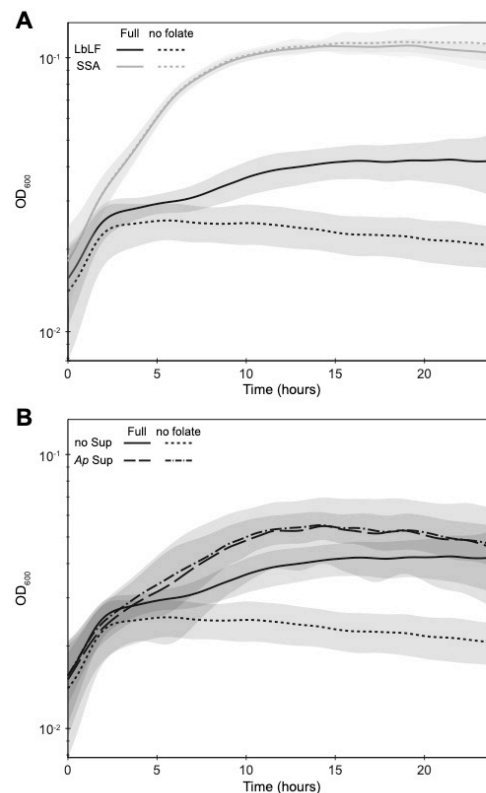 A
Full no folate
LbLF
SSA
10⁻¹
OD₆₀₀
10⁻²
0 5 10 15 20
Time (hours)
B
Full no folate
no Sup
Ap Sup
10⁻¹
OD₆₀₀
10⁻²
0 5 10 15 20
Time (hours)